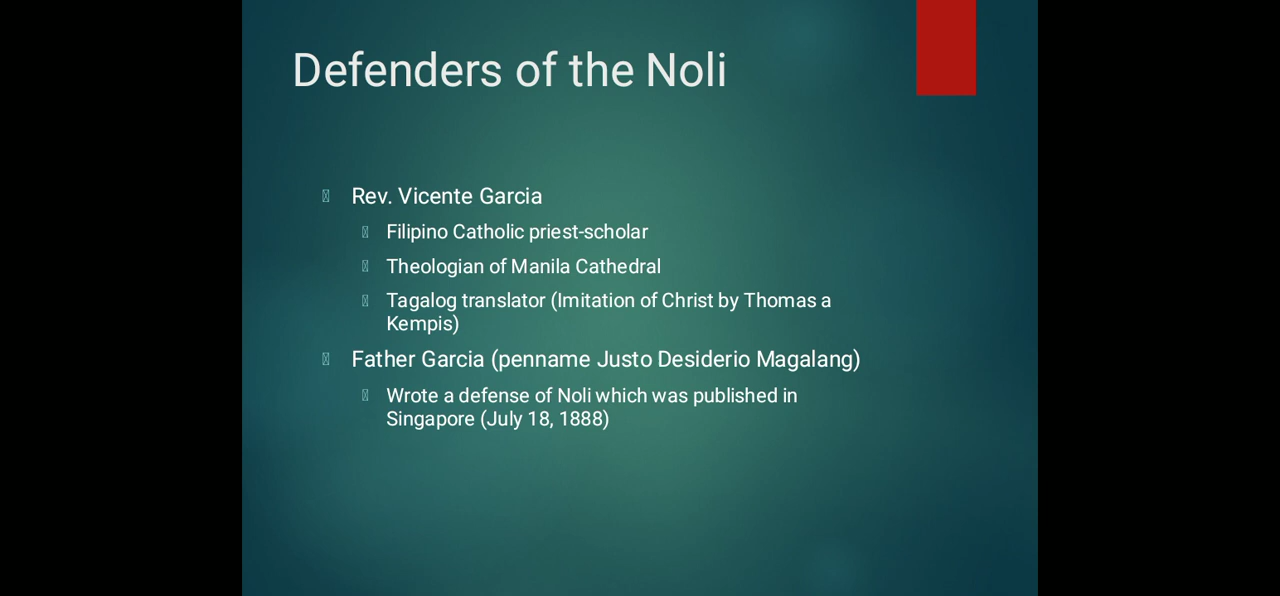 Defenders of the Noli
Rev. Vicente Garcia
Filipino Catholic priest-scholar
Theologian of Manila Cathedral
Tagalog translator (Imitation of Christ by Thomas a
Kempis)
Father Garcia (penname Justo Desiderio Magalang)
Wrote a defense of Noli which was published in
Singapore (July 18, 1888)